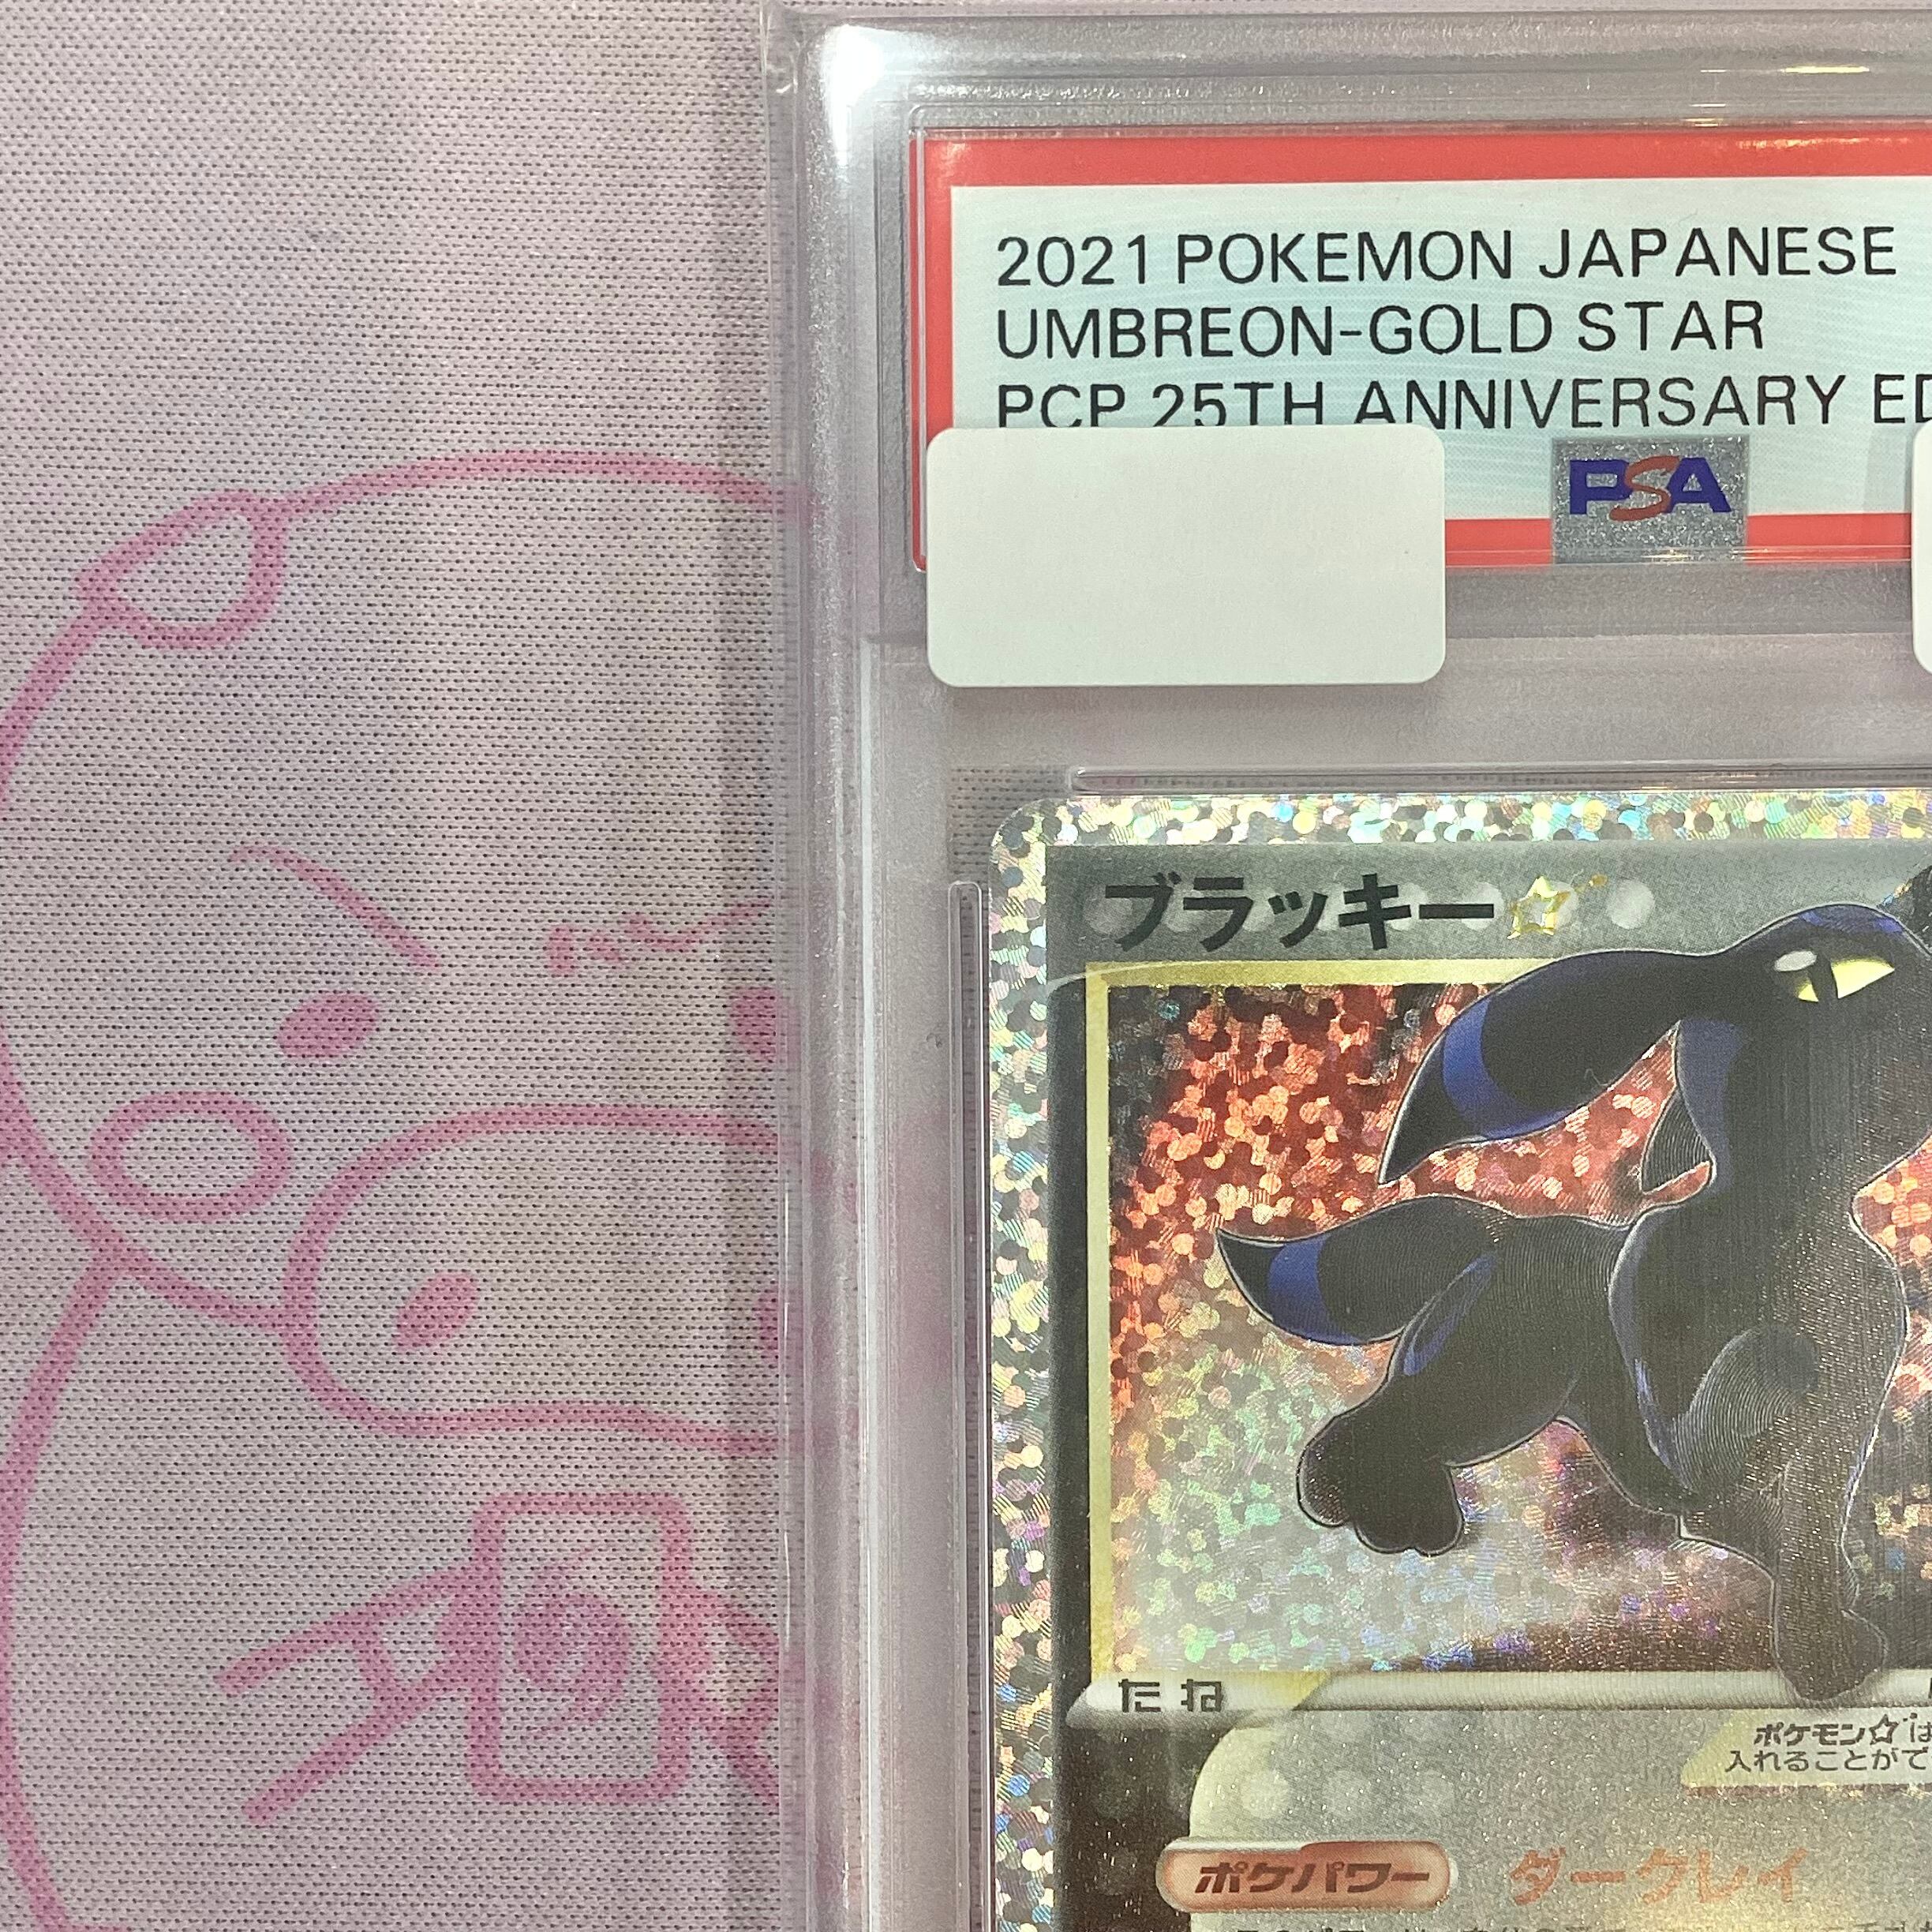 2021 POKEMON JAPANESE
UMBREON-GOLD STAR
PCP 25TH ANNIVERSARY ED
PSA
ブラッキー☆
たね
ポケモン☆は
入れることがで
ポケパワー ダークレイ